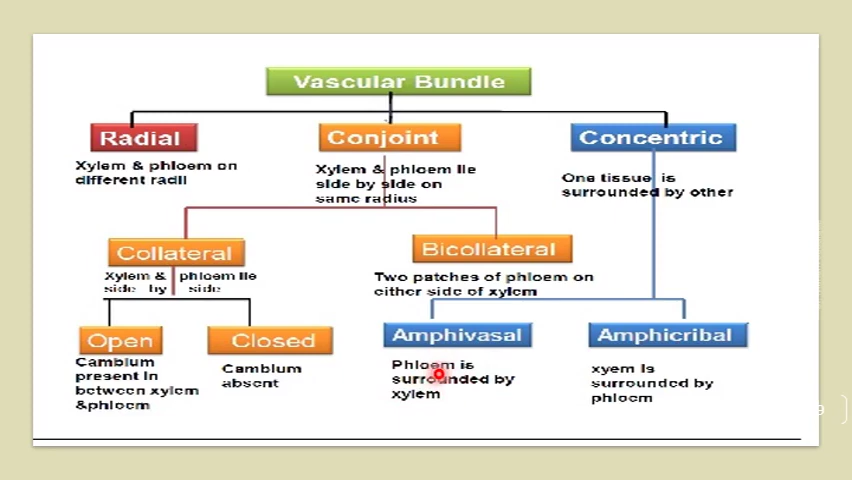 Vascular Bundle
Radial
Conjoint
Concentric
Xylem & phloem on
different radii
Xylem & phloem lie
side by side on
same radius
One tissue is
surrounded by other
Collateral
Bicollateral
Xylem & phloem lie
side by side
Two patches of phloem on
either side of xylem
Open
Closed
Amphivasal
Amphicribal
Cambium
present in
between xylem
&phloem
Cambium
absent
Phloem is
surrounded by
xylem
xyem is
surrounded by
phloem
9